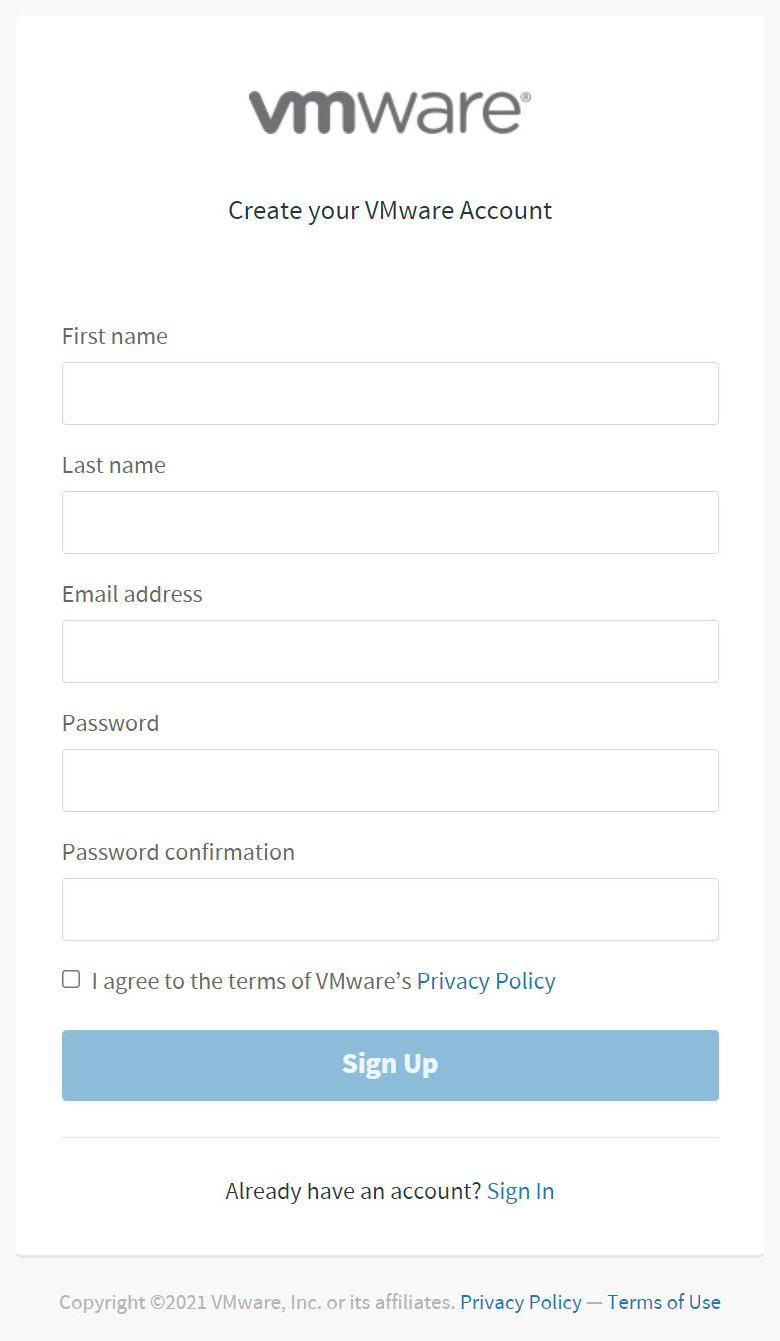 vmware®
Create your VMware Account
First name
Last name
Email address
Password
Password confirmation
I agree to the terms of VMware’s Privacy Policy
Sign Up
Already have an account? Sign In
Copyright ©2021 VMware, Inc. or its affiliates. Privacy Policy — Terms of Use